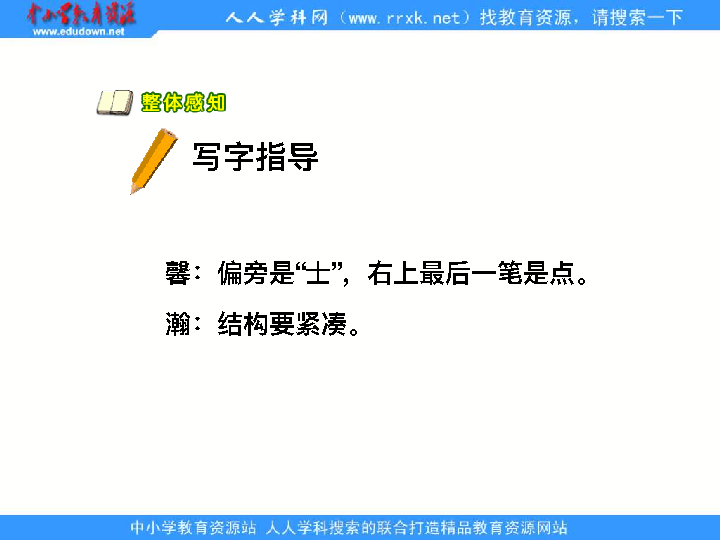 中小学教育资源
www.edudown.net
人人学科网（www.rrxk.net）找教育资源，请搜索一下
整体感知
写字指导
馨：偏旁是“士”，右上最后一笔是点。
瀚：结构要紧凑。
中小学教育资源站 人人学科搜索的联合打造精品教育资源网站